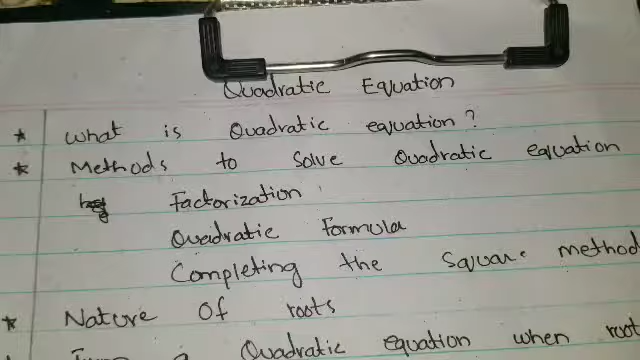 Quadratic Equation
* What is Quadratic equation?
* Methods to Solve Quadratic equation
Factorization
Quadratic Formula
Completing the Square method
* Nature Of roots
Quadratic equation when root